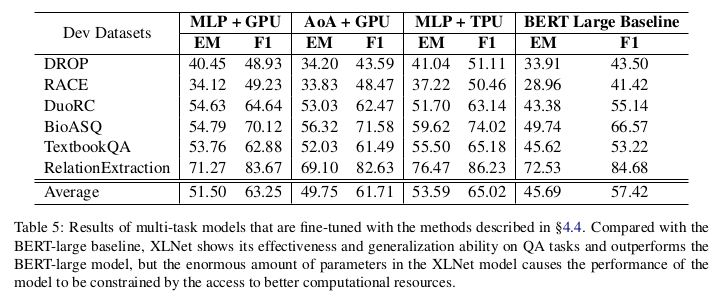 Dev Datasets MLP + GPU AoA + GPU MLP + TPU BERT Large Baseline
EM F1 EM F1 EM F1 EM F1
DROP 40.45 48.93 34.20 43.59 41.04 51.11 33.91 43.50
RACE 34.12 49.23 33.83 48.47 37.22 50.46 28.96 41.42
DuoRC 54.63 64.64 53.03 62.47 51.70 63.14 43.38 55.14
BioASQ 54.79 70.12 56.32 71.58 59.62 74.02 49.74 66.57
TextbookQA 53.76 62.88 52.03 61.49 55.50 65.18 45.62 53.22
RelationExtraction 71.27 83.67 69.10 82.63 76.47 86.23 72.53 84.68
Average 51.50 63.25 49.75 61.71 53.59 65.02 45.69 57.42
Table 5: Results of multi-task models that are fine-tuned with the methods described in §4.4. Compared with the
BERT-large baseline, XLNet shows its effectiveness and generalization ability on QA tasks and outperforms the
BERT-large model, but the enormous amount of parameters in the XLNet model causes the performance of the
model to be constrained by the access to better computational resources.